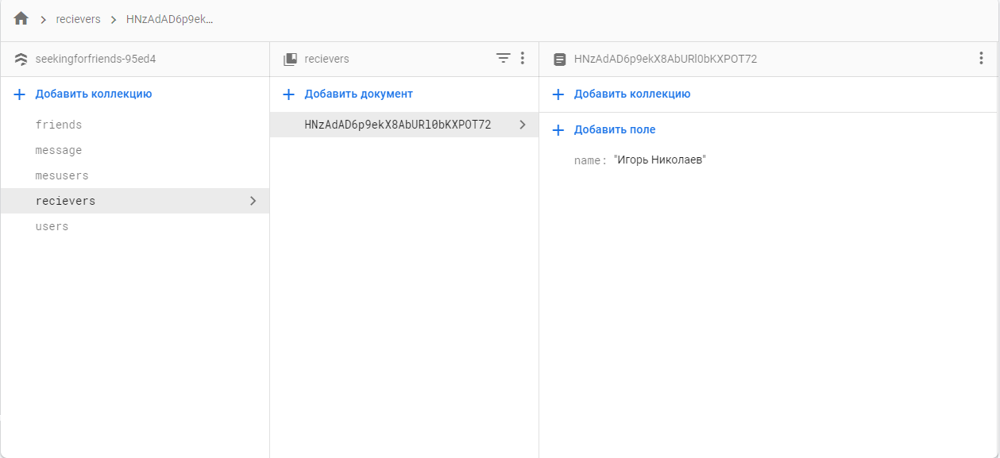 recievers
HNzAdAD6p9ek...
seekingforfriends-95ed4
Добавить коллекцию
friends
message
mesusers
recievers
users
recievers
Добавить документ
HNzAdAD6p9ekX8AbURl0bKXPOT72
HNzAdAD6p9ekX8AbURl0bKXPOT72
Добавить коллекцию
Добавить поле
name: "Игорь Николаев"